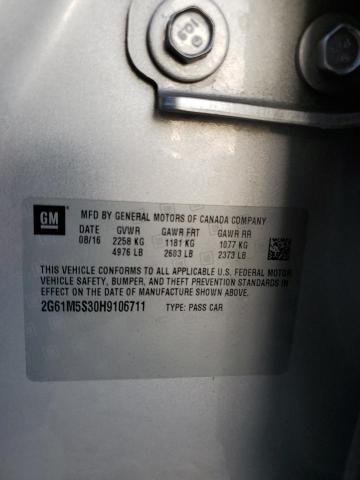 GM
MFD BY GENERAL MOTORS OF CANADA COMPANY
DATE GVWR GAWR FRT GAWR RR
08/16 2258 KG 1181 KG 1077 KG
4976 LB 2603 LB 2373 LB
THIS VEHICLE CONFORMS TO ALL APPLICABLE U.S. FEDERAL MOTOR
VEHICLE SAFETY, BUMPER, AND THEFT PREVENTION STANDARDS IN
EFFECT ON THE DATE OF MANUFACTURE SHOWN ABOVE.
2G61M5S30H9106711 TYPE: PASS CAR